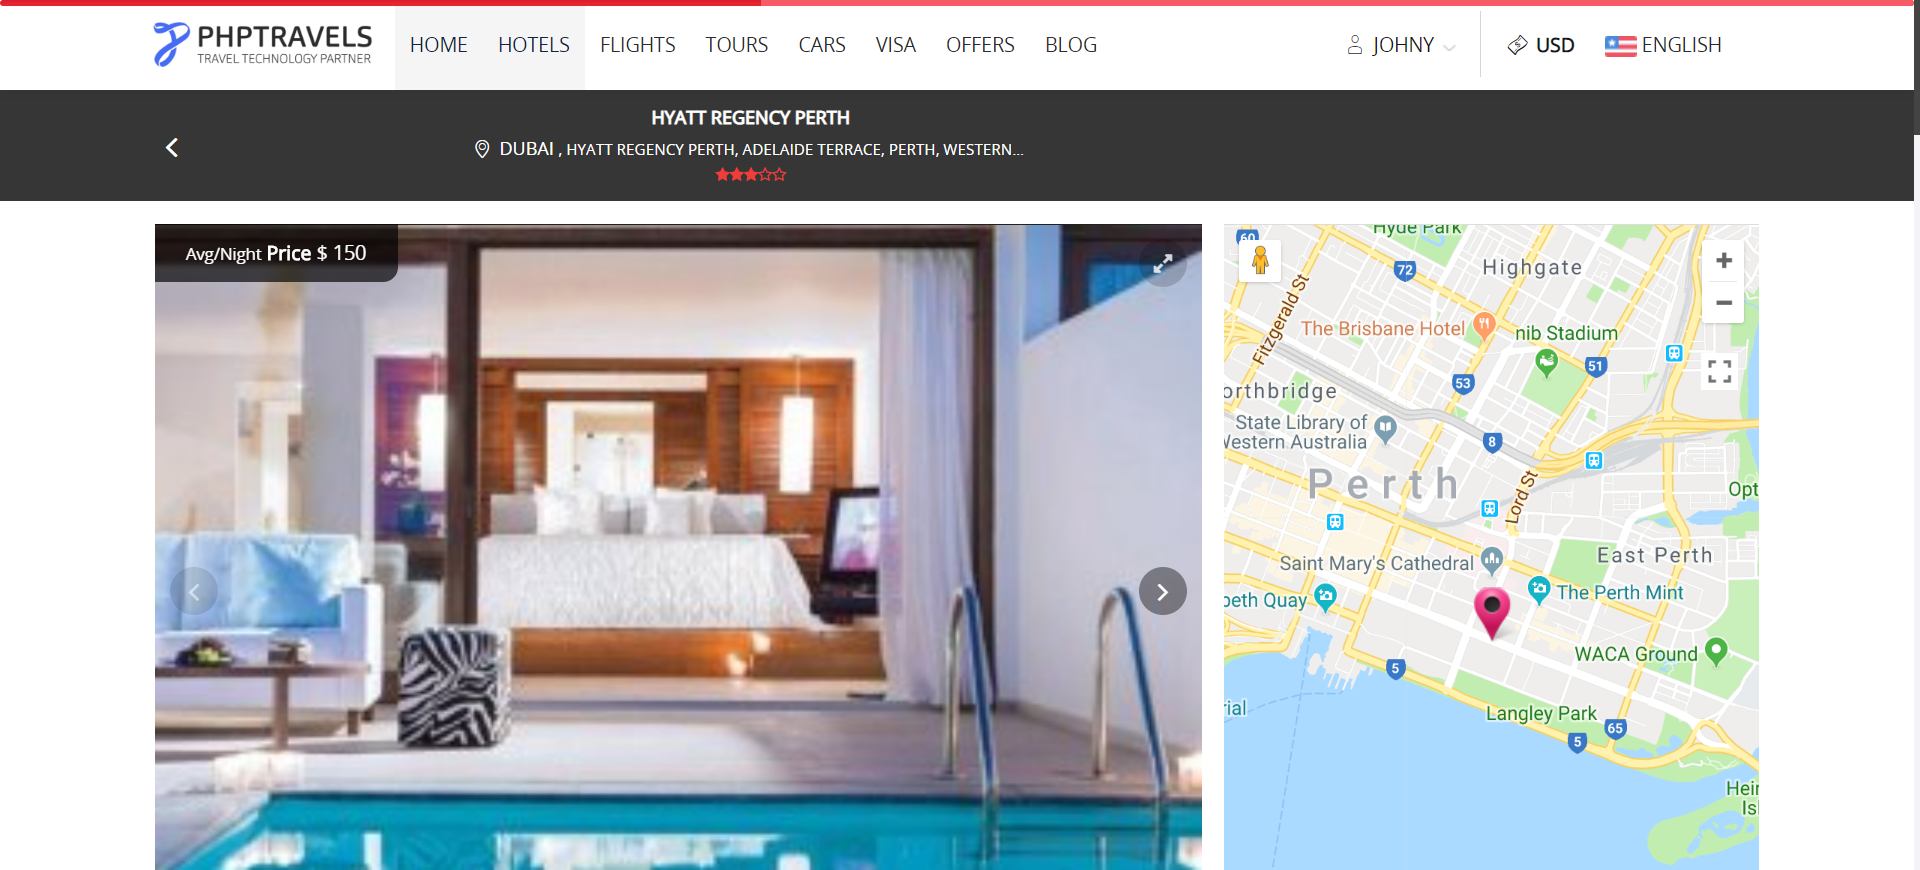 PHPTRAVELS
TRAVEL TECHNOLOGY PARTNER
HOME HOTELS FLIGHTS TOURS CARS VISA OFFERS BLOG JOHNY USD ENGLISH
HYATT REGENCY PERTH
DUBAI , HYATT REGENCY PERTH, ADELAIDE TERRACE, PERTH, WESTERN...
Avg/Night Price $ 150
Hyde Park
60
72
Highgate
Fitzgerald St
The Brisbane Hotel
nib Stadium
51
53
orthbridge
State Library of
Western Australia
8
Perth
Lord St
Opt
East Perth
Saint Mary's Cathedral
The Perth Mint
beth Quay
WACA Ground
5
rial
Langley Park
65
5
Heir
Isl